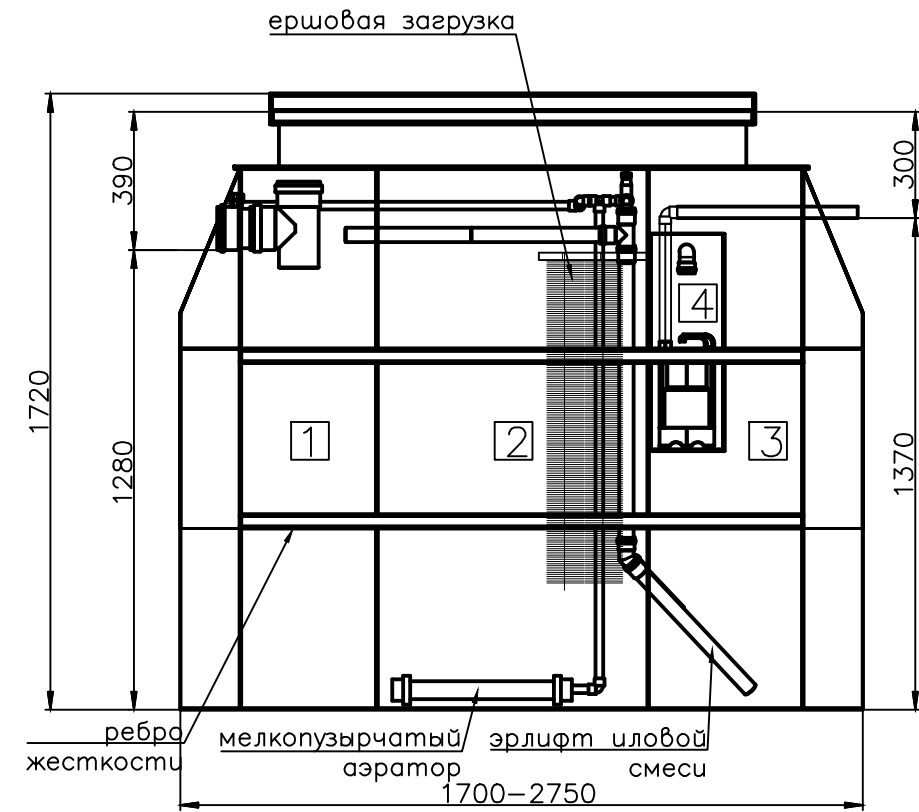 ершовая загрузка
390
300
1720
1280
1370
4
1
2
3
ребро
жесткости
мелкопузырчатый
аэратор
эрлифт иловой
смеси
1700-2750